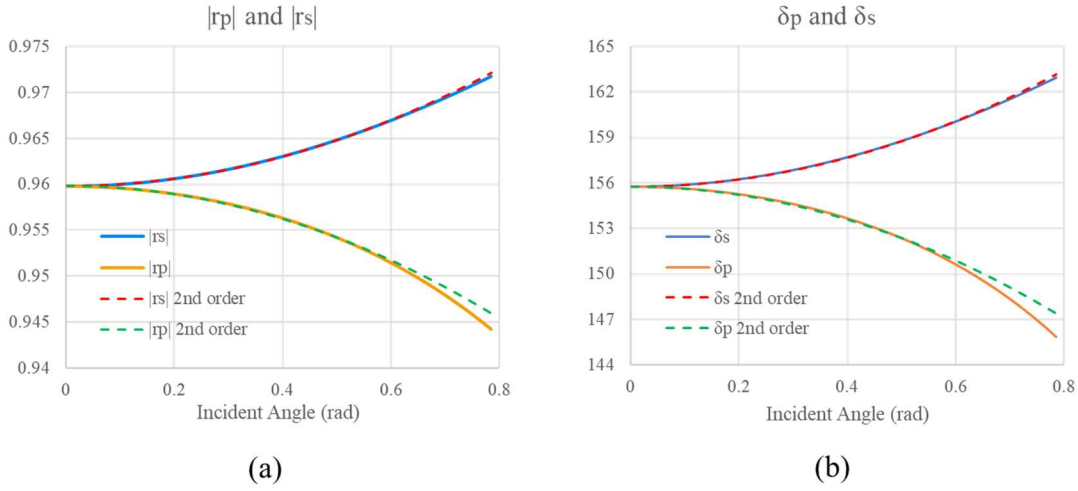 |rp| and |rs|
0.975
0.97
0.965
0.96
0.955
0.95
0.945
0.94
|rs|
|rp|
|rs| 2nd order
|rp| 2nd order
0 0.2 0.4 0.6 0.8
Incident Angle (rad)
(a)
δp and δs
165
162
159
156
153
150
147
144
δs
δp
δs 2nd order
δp 2nd order
0 0.2 0.4 0.6 0.8
Incident Angle (rad)
(b)